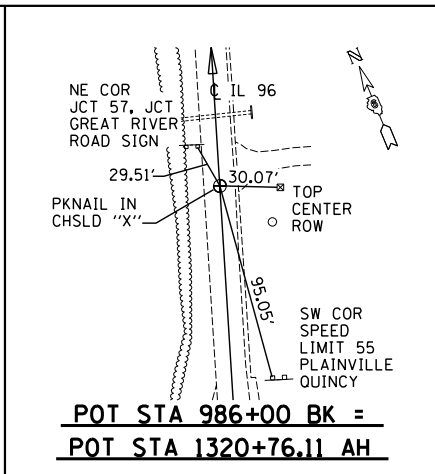 N
℄ IL 96
NE COR
JCT 57, JCT
GREAT RIVER
ROAD SIGN
29.51'
30.07'
PKNAIL IN
CHSLD "X"
TOP
CENTER
ROW
95.05'
SW COR
SPEED
LIMIT 55
PLAINVILLE
QUINCY
POT STA 986+00 BK =
POT STA 1320+76.11 AH